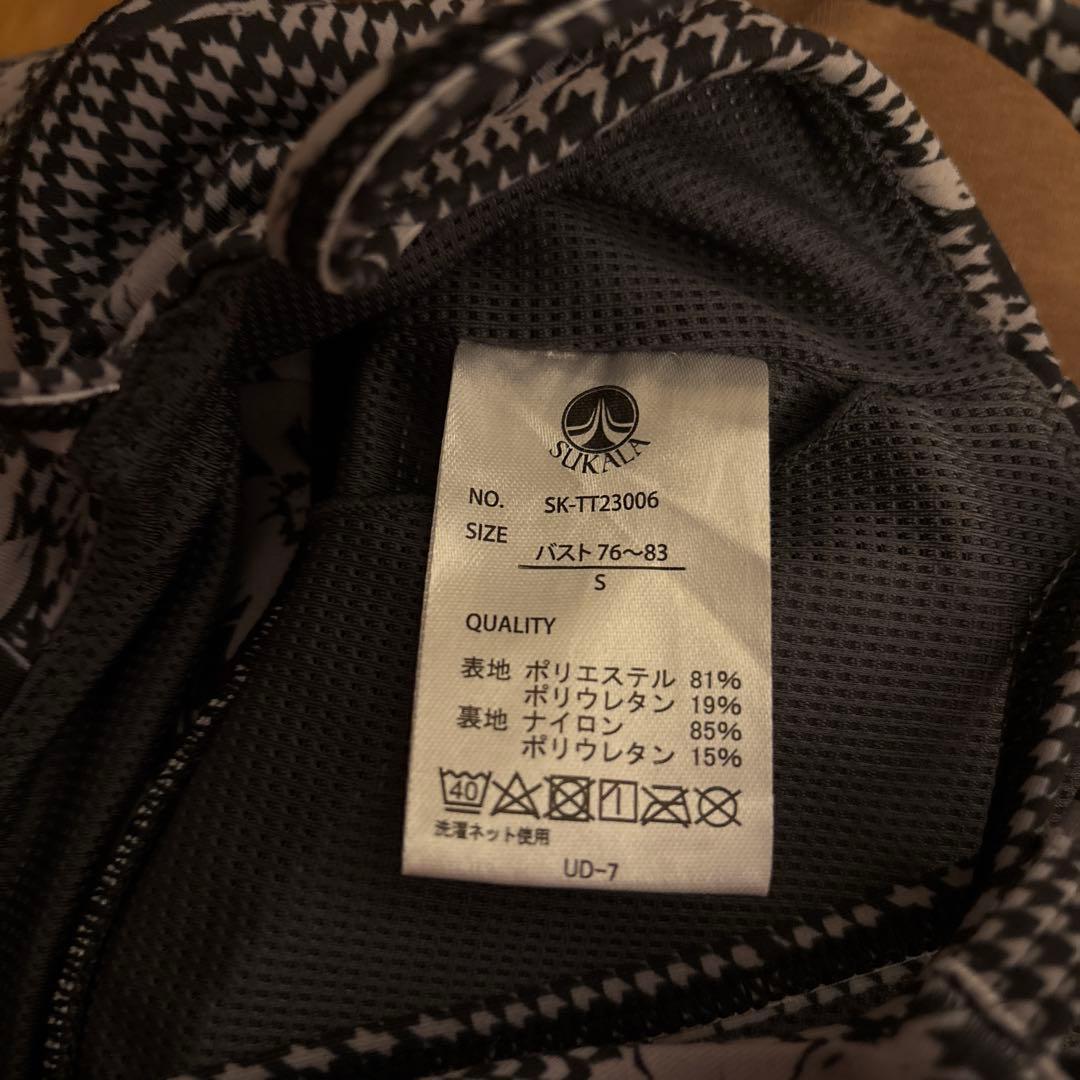 SUKALA
NO. SK-TT23006
SIZE バスト 76～83
S
QUALITY
表地 ポリエステル 81%
ポリウレタン 19%
裏地 ナイロン 85%
ポリウレタン 15%
40
洗濯ネット使用
UD-7